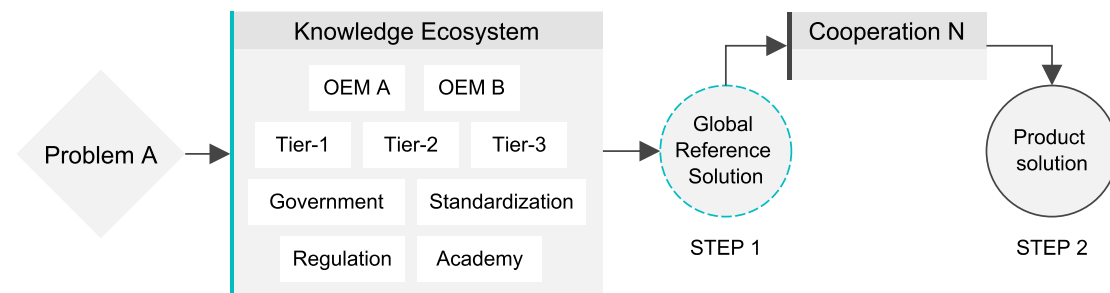 Problem A
Knowledge Ecosystem
OEM A
OEM B
Tier-1
Tier-2
Tier-3
Government
Standardization
Regulation
Academy
Global
Reference
Solution
STEP 1
Cooperation N
Product
solution
STEP 2